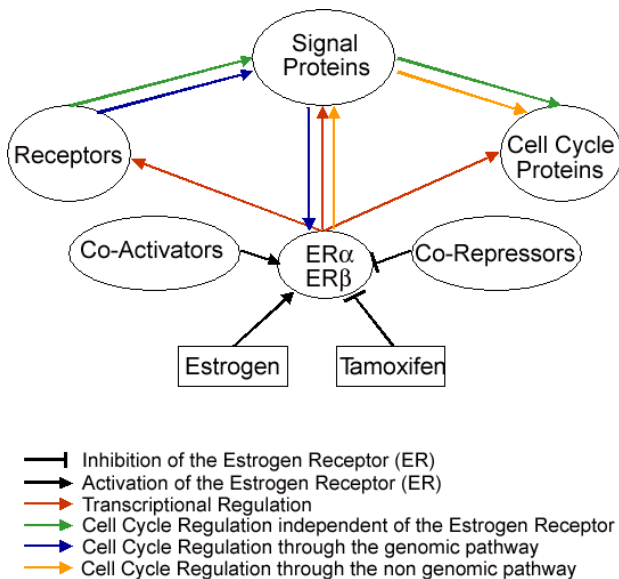 Signal
Proteins
Receptors
Cell Cycle
Proteins
Co-Activators
ERα
ERβ
Co-Repressors
Estrogen
Tamoxifen
Inhibition of the Estrogen Receptor (ER)
Activation of the Estrogen Receptor (ER)
Transcriptional Regulation
Cell Cycle Regulation independent of the Estrogen Receptor
Cell Cycle Regulation through the genomic pathway
Cell Cycle Regulation through the non genomic pathway